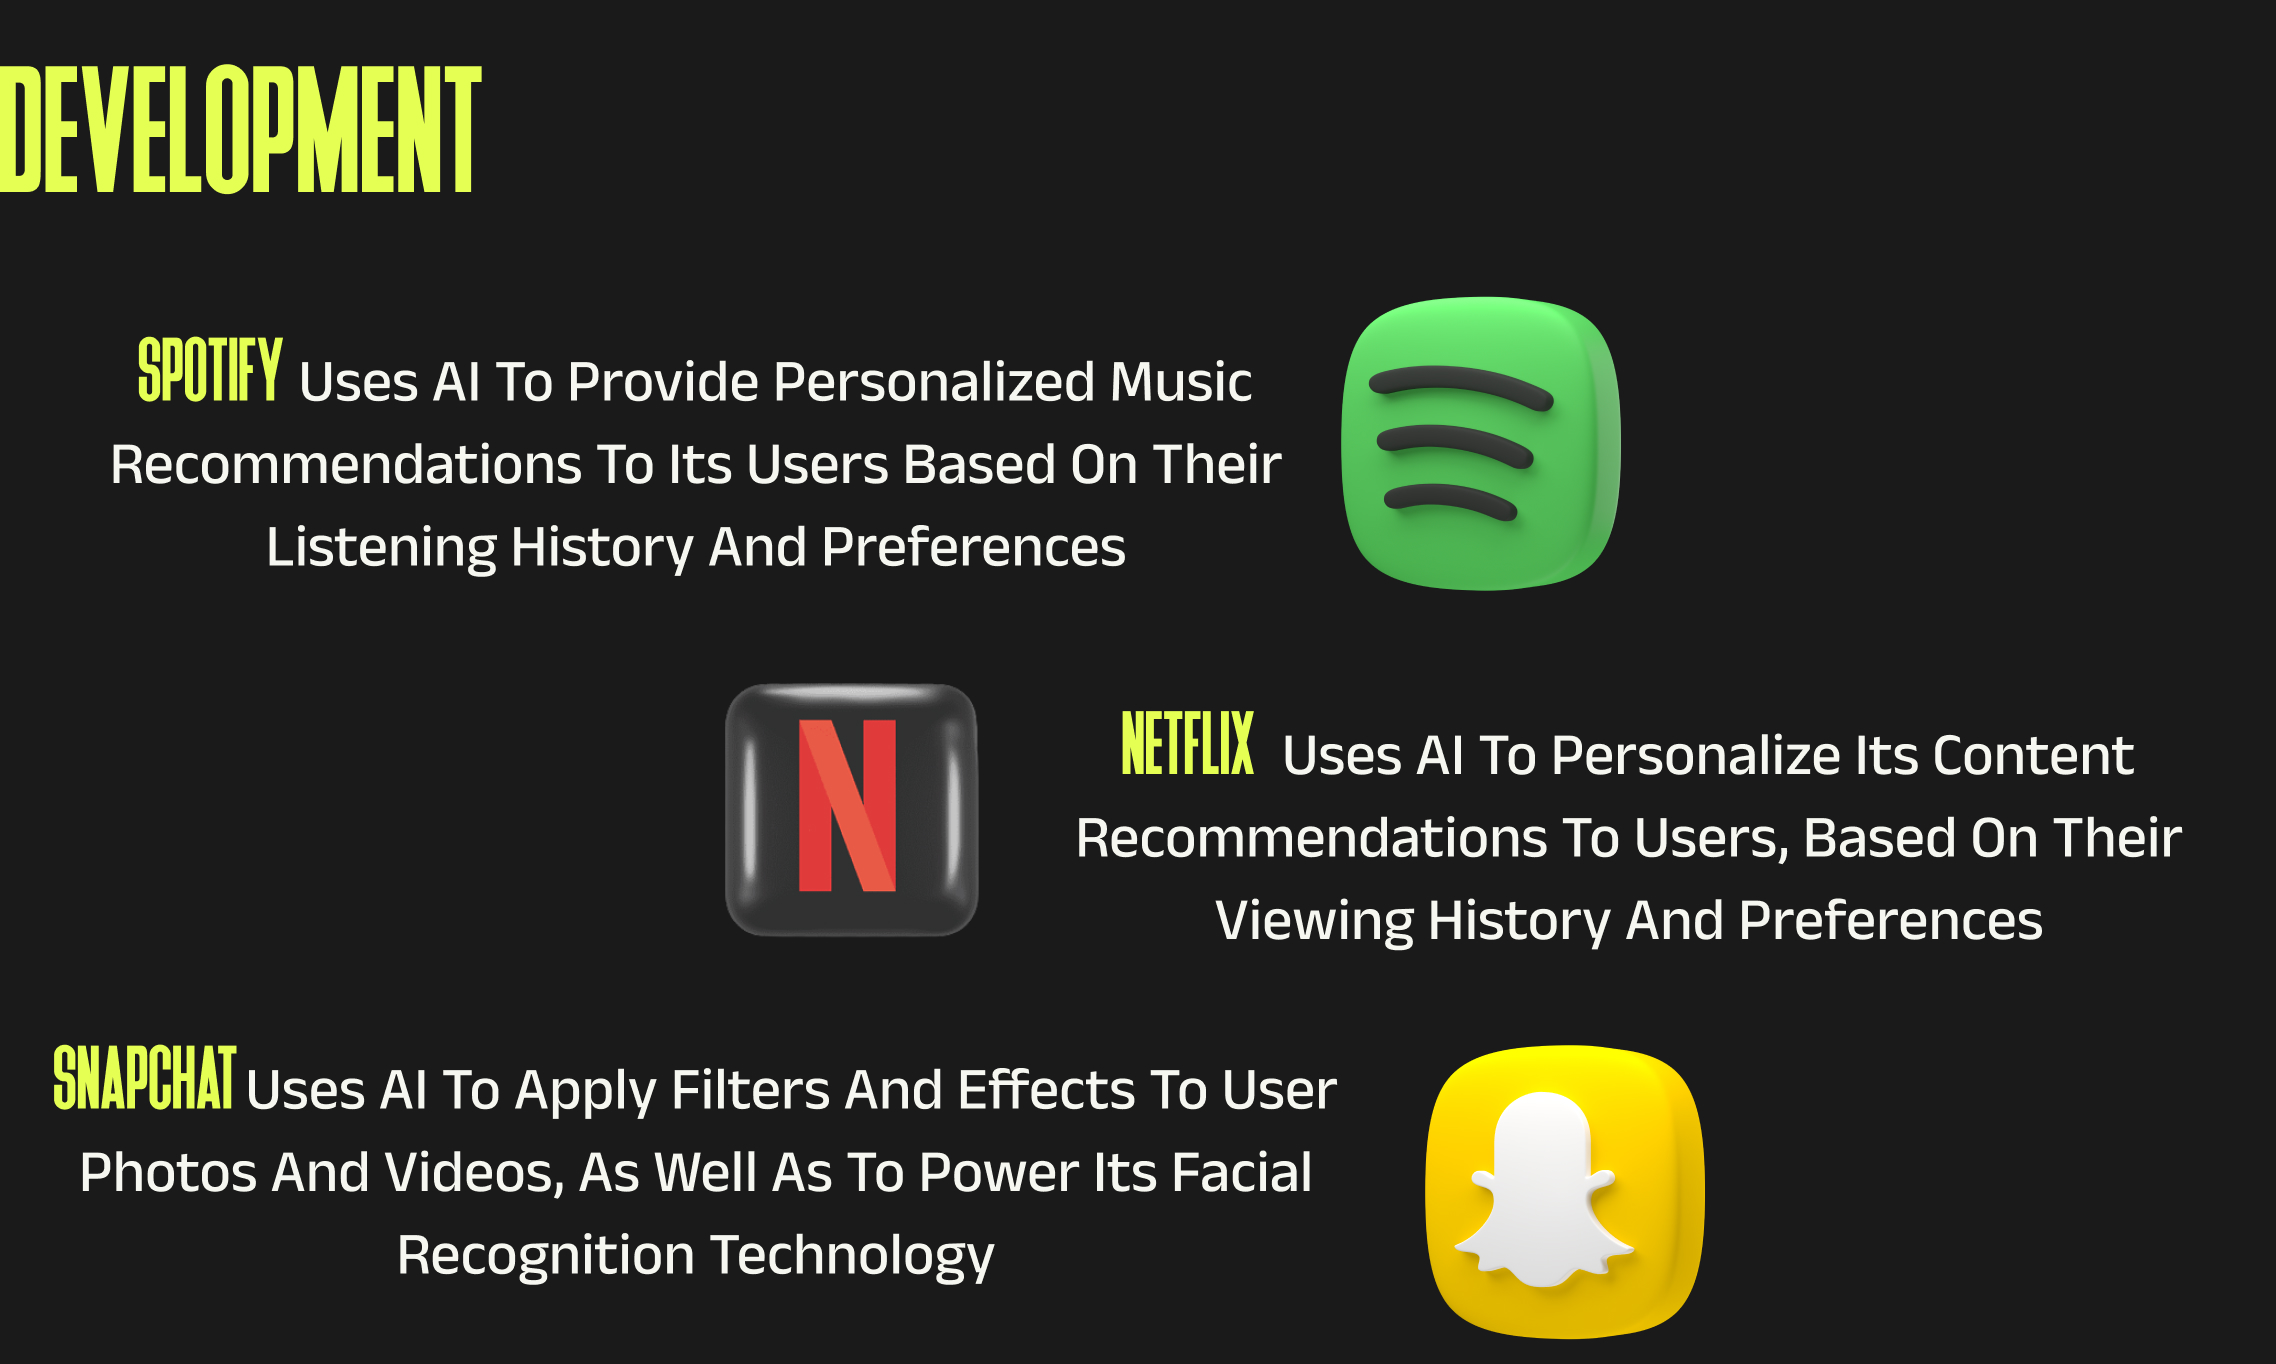 DEVELOPMENT
SPOTIFY Uses AI To Provide Personalized Music
Recommendations To Its Users Based On Their
Listening History And Preferences
N
NETFLIX Uses AI To Personalize Its Content
Recommendations To Users, Based On Their
Viewing History And Preferences
SNAPCHAT Uses AI To Apply Filters And Effects To User
Photos And Videos, As Well As To Power Its Facial
Recognition Technology